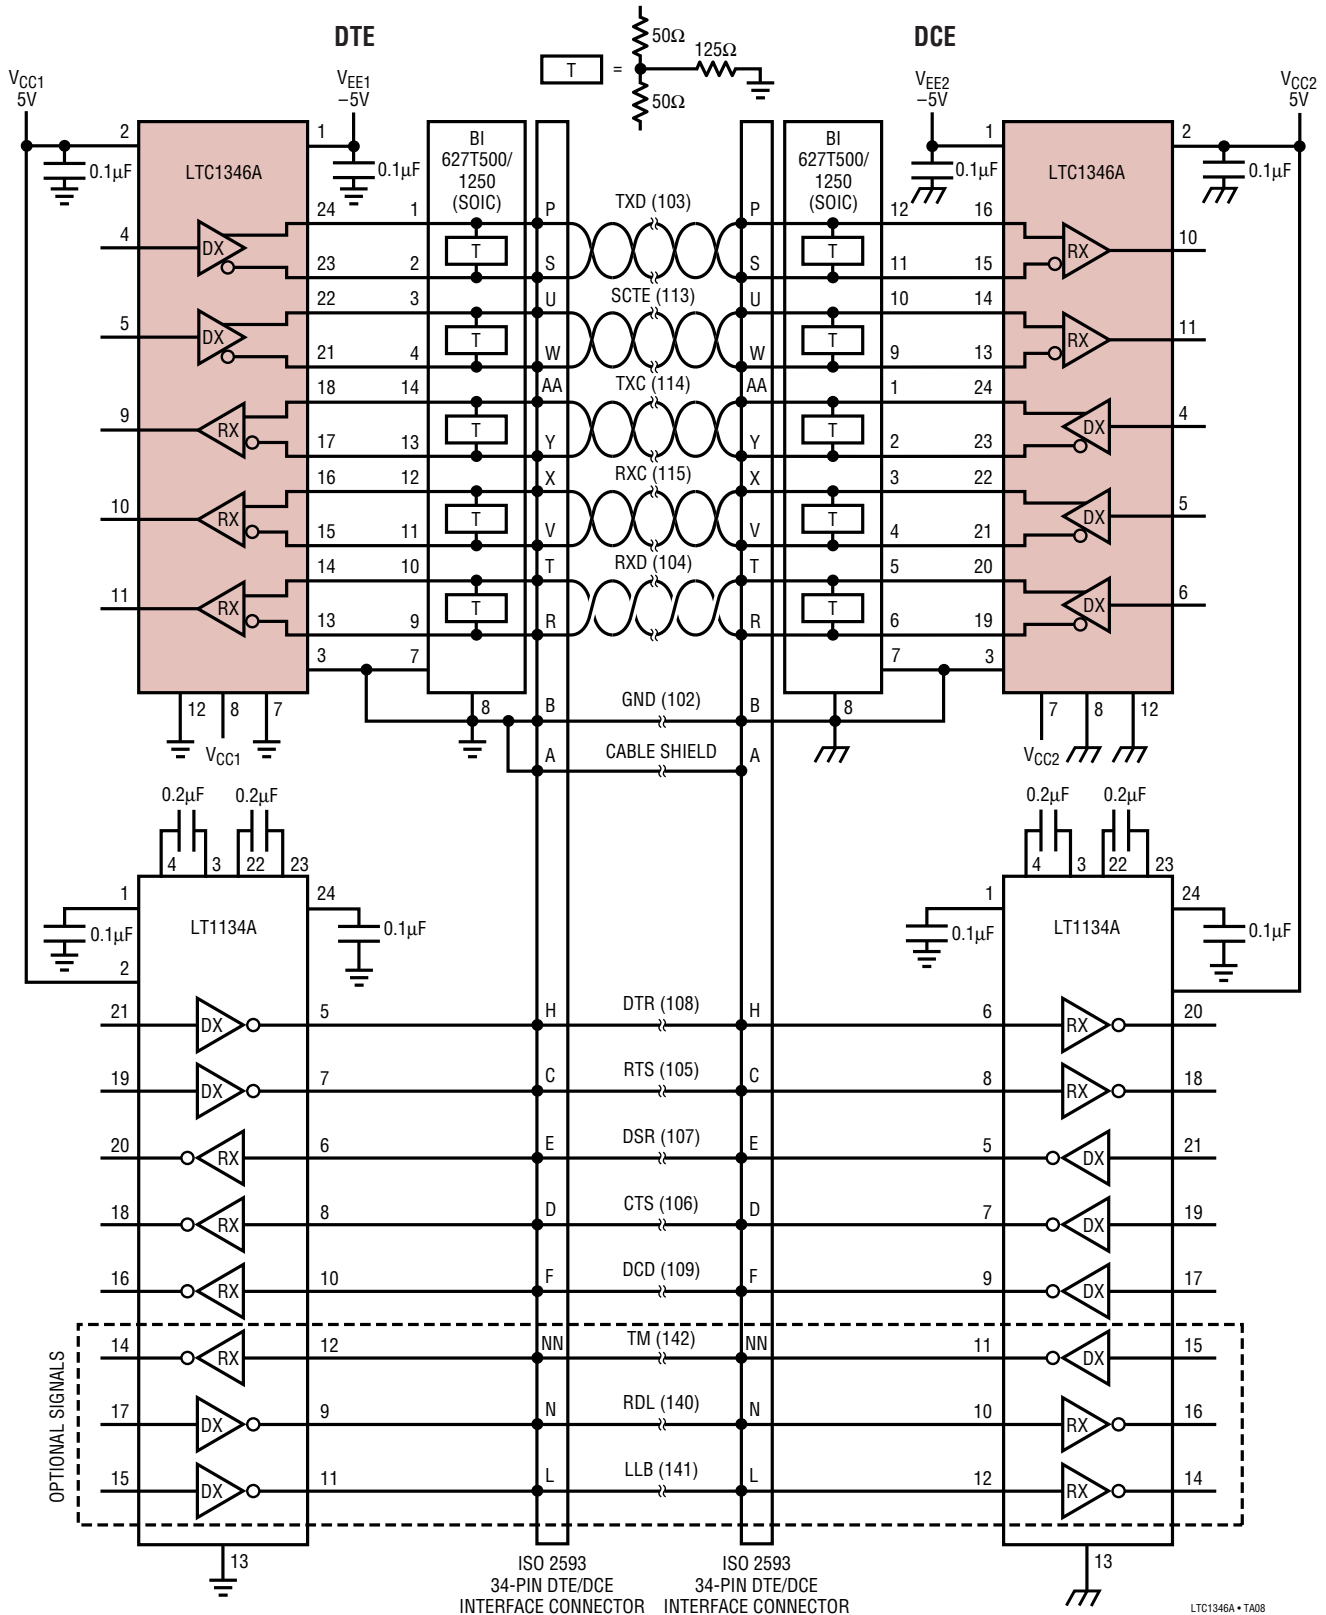 DTE
DCE
T
=
50Ω
125Ω
50Ω
VCC1
5V
VEE1
–5V
VEE2
–5V
VCC2
5V
2
1
0.1µF
0.1µF
LTC1346A
BI
627T500/
1250
(SOIC)
BI
627T500/
1250
(SOIC)
1
2
0.1µF
0.1µF
LTC1346A
4
DX
24
1
P
TXD (103)
P
12
16
RX
10
T
T
23
2
S
S
11
15
5
DX
22
3
U
SCTE (113)
U
10
14
RX
11
T
T
21
4
W
W
9
13
9
RX
18
14
AA
TXC (114)
AA
1
24
DX
4
T
T
17
13
Y
Y
2
23
10
RX
16
12
X
RXC (115)
X
3
22
DX
5
T
T
15
11
V
V
4
21
11
RX
14
10
T
RXD (104)
T
5
20
DX
6
T
T
13
9
R
R
6
19
3
7
7
3
12
8
7
VCC1
8
B
GND (102)
B
8
7
8
12
VCC2
A
CABLE SHIELD
A
0.2µF
0.2µF
0.2µF
0.2µF
4
3
22
23
4
3
22
23
1
24
0.1µF
0.1µF
LT1134A
2
1
24
0.1µF
0.1µF
LT1134A
21
DX
5
H
DTR (108)
H
6
RX
20
19
DX
7
C
RTS (105)
C
8
RX
18
20
RX
6
E
DSR (107)
E
5
DX
21
18
RX
8
D
CTS (106)
D
7
DX
19
16
RX
10
F
DCD (109)
F
9
DX
17
OPTIONAL SIGNALS
14
RX
12
NN
TM (142)
NN
11
DX
15
17
DX
9
N
RDL (140)
N
10
RX
16
15
DX
11
L
LLB (141)
L
12
RX
14
13
13
ISO 2593
34-PIN DTE/DCE
INTERFACE CONNECTOR
ISO 2593
34-PIN DTE/DCE
INTERFACE CONNECTOR
LTC1346A • TA08